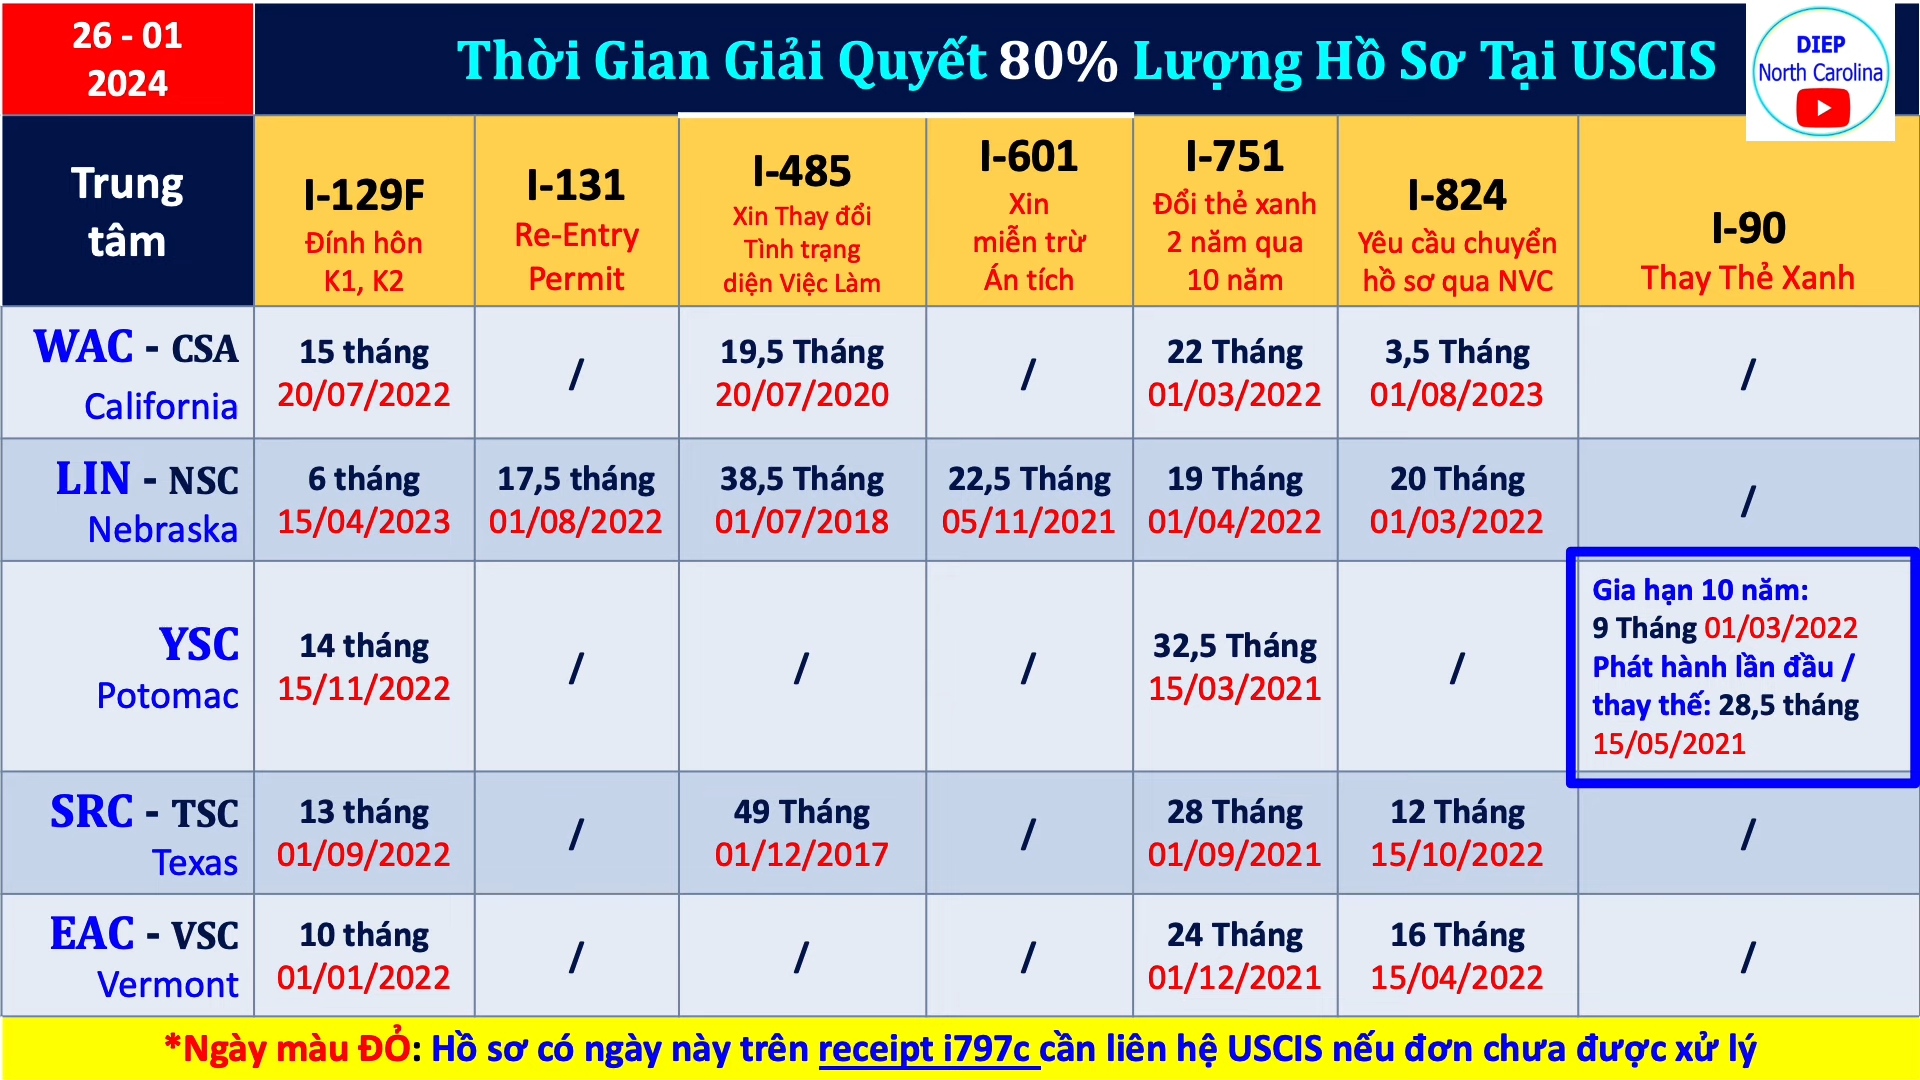 26 - 01
2024
Thời Gian Giải Quyết 80% Lượng Hồ Sơ Tại USCIS
DIEP
North Carolina
Trung
tâm
I-129F
Đính hôn
K1, K2
I-131
Re-Entry
Permit
I-485
Xin Thay đổi
Tình trạng
diện Việc Làm
I-601
Xin
miễn trừ
Án tích
I-751
Đổi thẻ xanh
2 năm qua
10 năm
I-824
Yêu cầu chuyển
hồ sơ qua NVC
I-90
Thay Thẻ Xanh
WAC - CSA
California
15 tháng
20/07/2022
/
19,5 Tháng
20/07/2020
/
22 Tháng
01/03/2022
3,5 Tháng
01/08/2023
/
LIN - NSC
Nebraska
6 tháng
15/04/2023
17,5 tháng
01/08/2022
38,5 Tháng
01/07/2018
22,5 Tháng
05/11/2021
19 Tháng
01/04/2022
20 Tháng
01/03/2022
/
YSC
Potomac
14 tháng
15/11/2022
/
/
/
32,5 Tháng
15/03/2021
/
Gia hạn 10 năm:
9 Tháng 01/03/2022
Phát hành lần đầu /
thay thế: 28,5 tháng
15/05/2021
SRC - TSC
Texas
13 tháng
01/09/2022
/
49 Tháng
01/12/2017
/
28 Tháng
01/09/2021
12 Tháng
15/10/2022
/
EAC - VSC
Vermont
10 tháng
01/01/2022
/
/
/
24 Tháng
01/12/2021
16 Tháng
15/04/2022
/
*Ngày màu ĐỎ: Hồ sơ có ngày này trên receipt i797c cần liên hệ USCIS nếu đơn chưa được xử lý